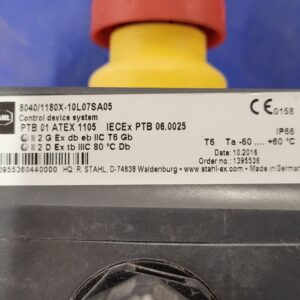 STAHL
8040/1180X-10L07SA05
Control device system
PTB 01 ATEX 1105 IECEx PTB 06.0025
II 2 G Ex db eb IIC T6 Gb
II 2 D Ex tb IIIC 80 °C Db
CE 0158
IP66
T6 Ta -60 .... +60 °C
Date: 10.2016
Order no.: 1395536
HQ: R. STAHL; D-74638 Waldenburg • www.stahl-ex.com • Made in Germany